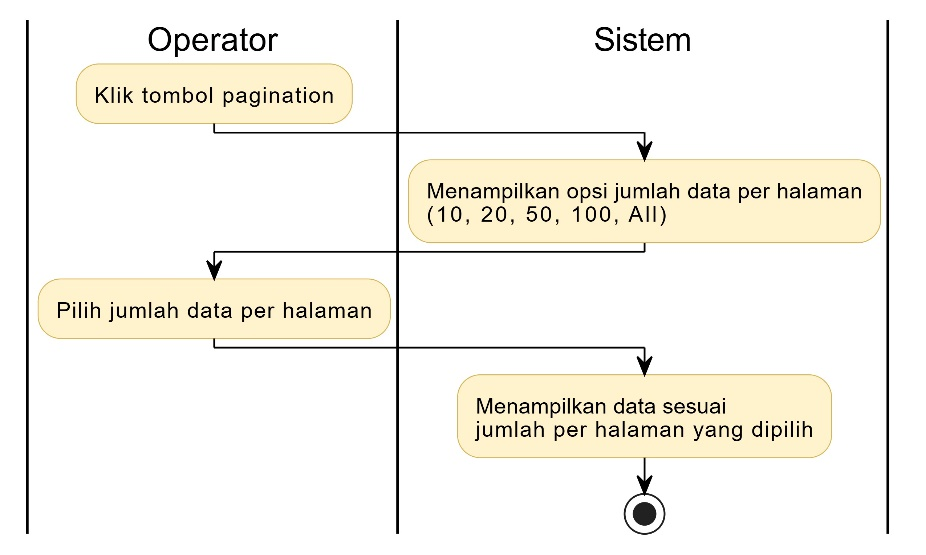 Operator
Sistem
Klik tombol pagination
Menampilkan opsi jumlah data per halaman
(10, 20, 50, 100, All)
Pilih jumlah data per halaman
Menampilkan data sesuai
jumlah per halaman yang dipilih